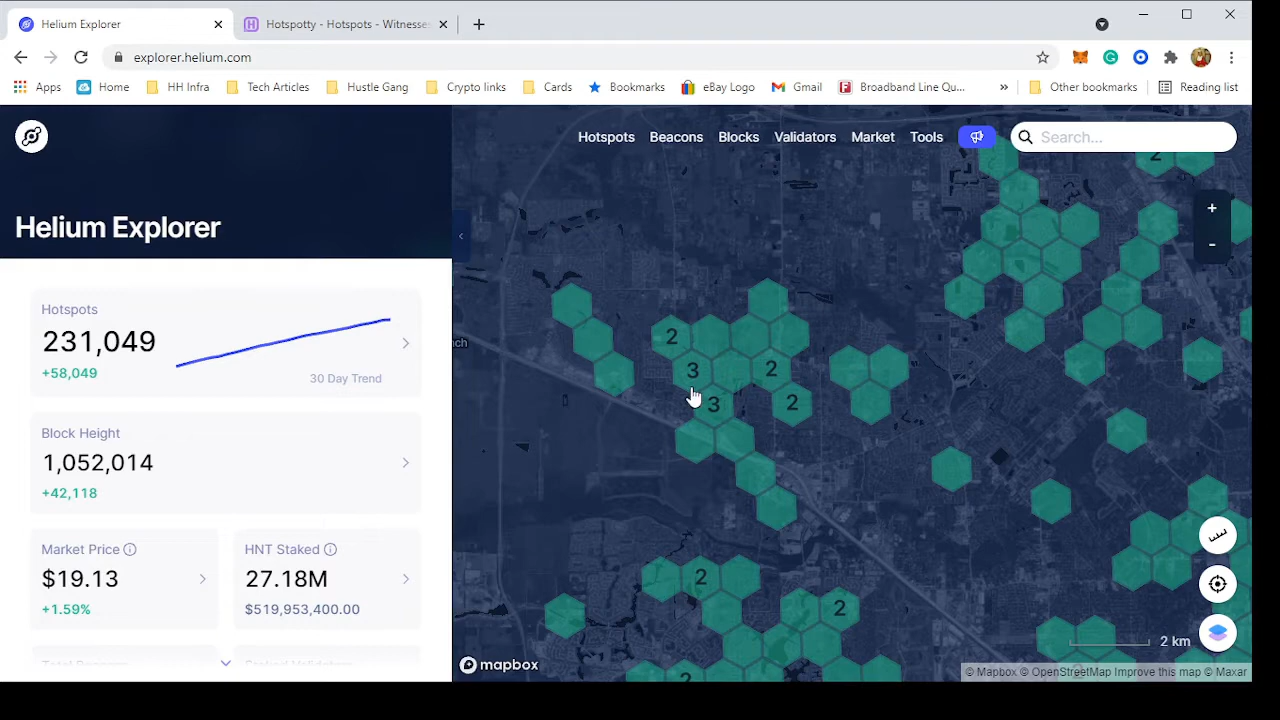 Helium Explorer
Hotspotty - Hotspots - Witnesses
explorer.helium.com
Apps
Home
HH Infra
Tech Articles
Hustle Gang
Crypto links
Cards
Bookmarks
eBay Logo
Gmail
Broadband Line Qu...
»
Other bookmarks
Reading list
Hotspots
Beacons
Blocks
Validators
Market
Tools
Search...
+
-
Helium Explorer
Hotspots
231,049
+58,049
30 Day Trend
Block Height
1,052,014
+42,118
Market Price
$19.13
+1.59%
HNT Staked
27.18M
$519,953,400.00
2
2
3
2
3
2
2
2
2
nch
2 km
mapbox
© Mapbox © OpenStreetMap Improve this map © Maxar